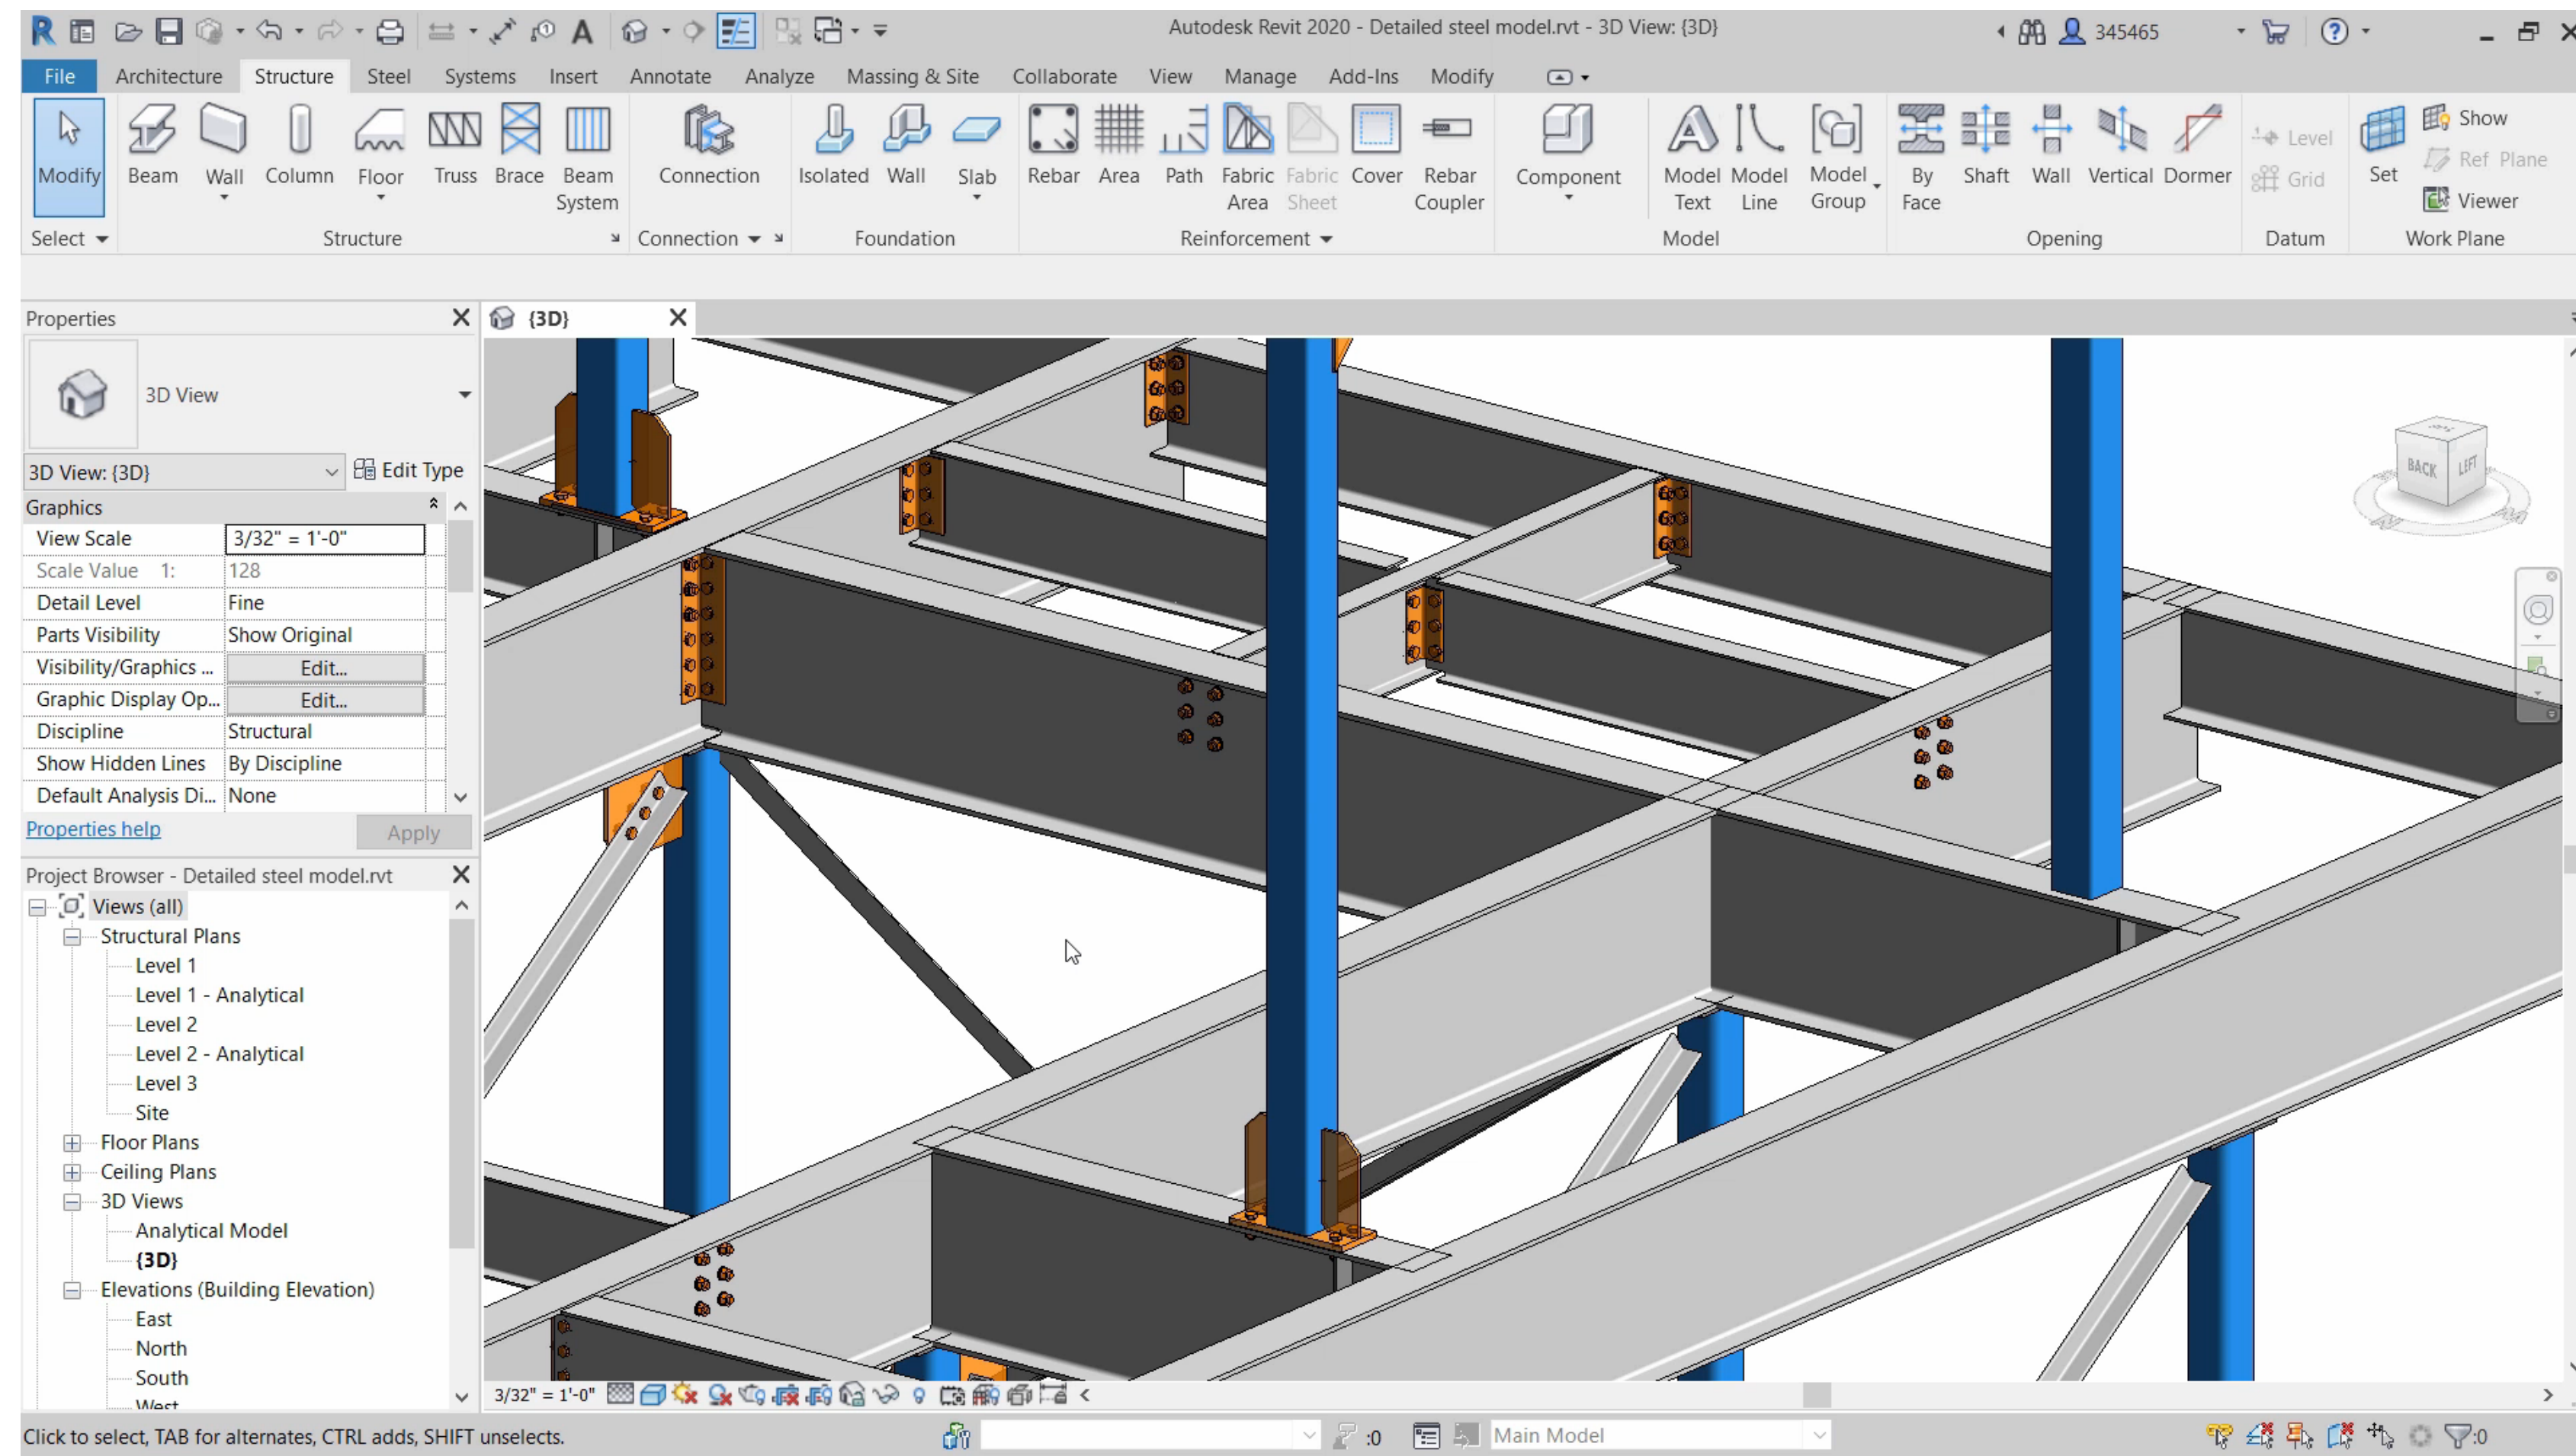 Autodesk Revit 2020 - Detailed steel model.rvt - 3D View: {3D}
345465
File Architecture Structure Steel Systems Insert Annotate Analyze Massing & Site Collaborate View Manage Add-Ins Modify
Modify
Beam
Wall
Column
Floor
Truss
Brace
Beam System
Connection
Isolated
Wall
Slab
Rebar
Area
Path
Fabric Area
Fabric Sheet
Cover
Rebar Coupler
Component
Model Text
Model Line
Model Group
By Face
Shaft
Wall
Vertical
Dormer
Level
Grid
Set
Show
Ref Plane
Viewer
Select Structure Connection Foundation Reinforcement Model Opening Datum Work Plane
Properties
3D View
3D View: {3D} Edit Type
Graphics
View Scale 3/32" = 1'-0"
Scale Value 1: 128
Detail Level Fine
Parts Visibility Show Original
Visibility/Graphics ... Edit...
Graphic Display Op... Edit...
Discipline Structural
Show Hidden Lines By Discipline
Default Analysis Di... None
Properties help Apply
Project Browser - Detailed steel model.rvt
Views (all)
Structural Plans
Level 1
Level 1 - Analytical
Level 2
Level 2 - Analytical
Level 3
Site
Floor Plans
Ceiling Plans
3D Views
Analytical Model
{3D}
Elevations (Building Elevation)
East
North
South
West
{3D}
BACK
LEFT
3/32" = 1'-0"
Click to select, TAB for alternates, CTRL adds, SHIFT unselects.
:0
Main Model
:0